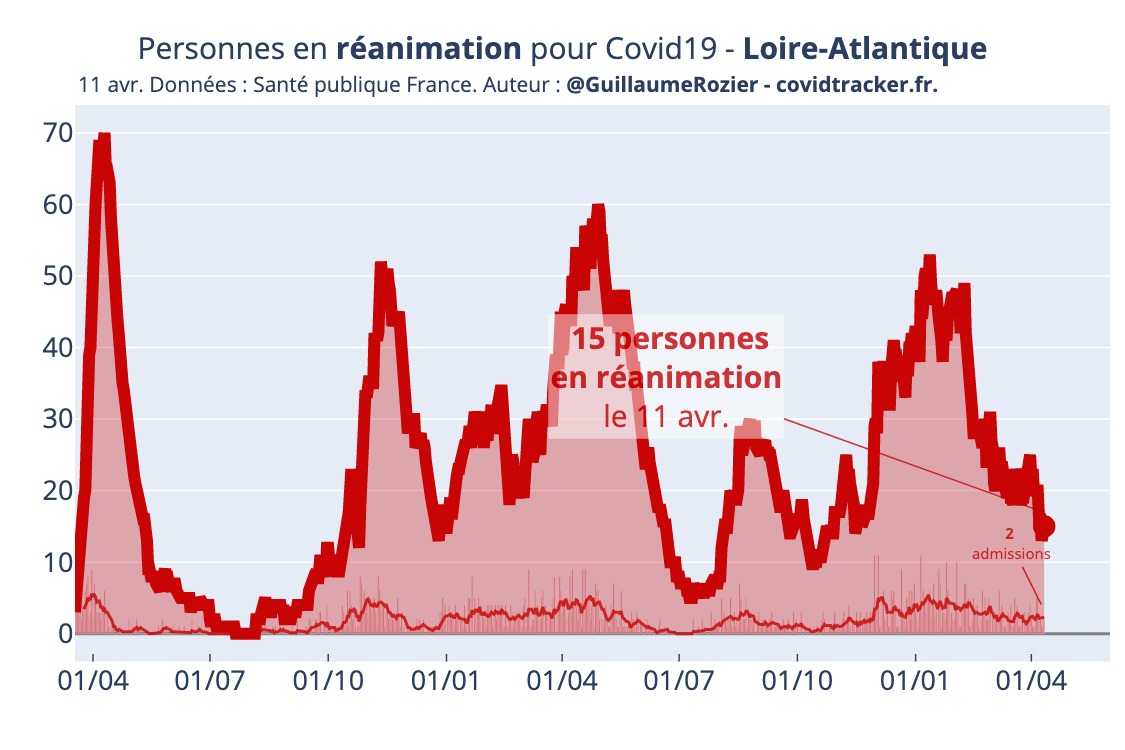 Personnes en réanimation pour Covid19 - Loire-Atlantique
11 avr. Données : Santé publique France. Auteur : @GuillaumeRozier - covidtracker.fr.
70
60
50
40
30
20
10
0
15 personnes
en réanimation
le 11 avr.
2
admissions
01/04 01/07 01/10 01/01 01/04 01/07 01/10 01/01 01/04